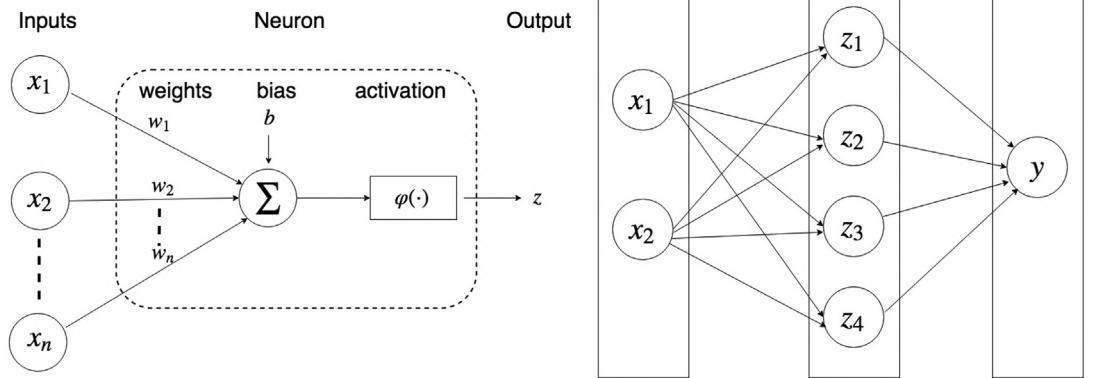 Inputs Neuron Output
x₁
weights bias activation
w₁ b
x₂ w₂ Σ φ(·) z
wₙ
xₙ
z₁
x₁
z₂
y
x₂ z₃
z₄